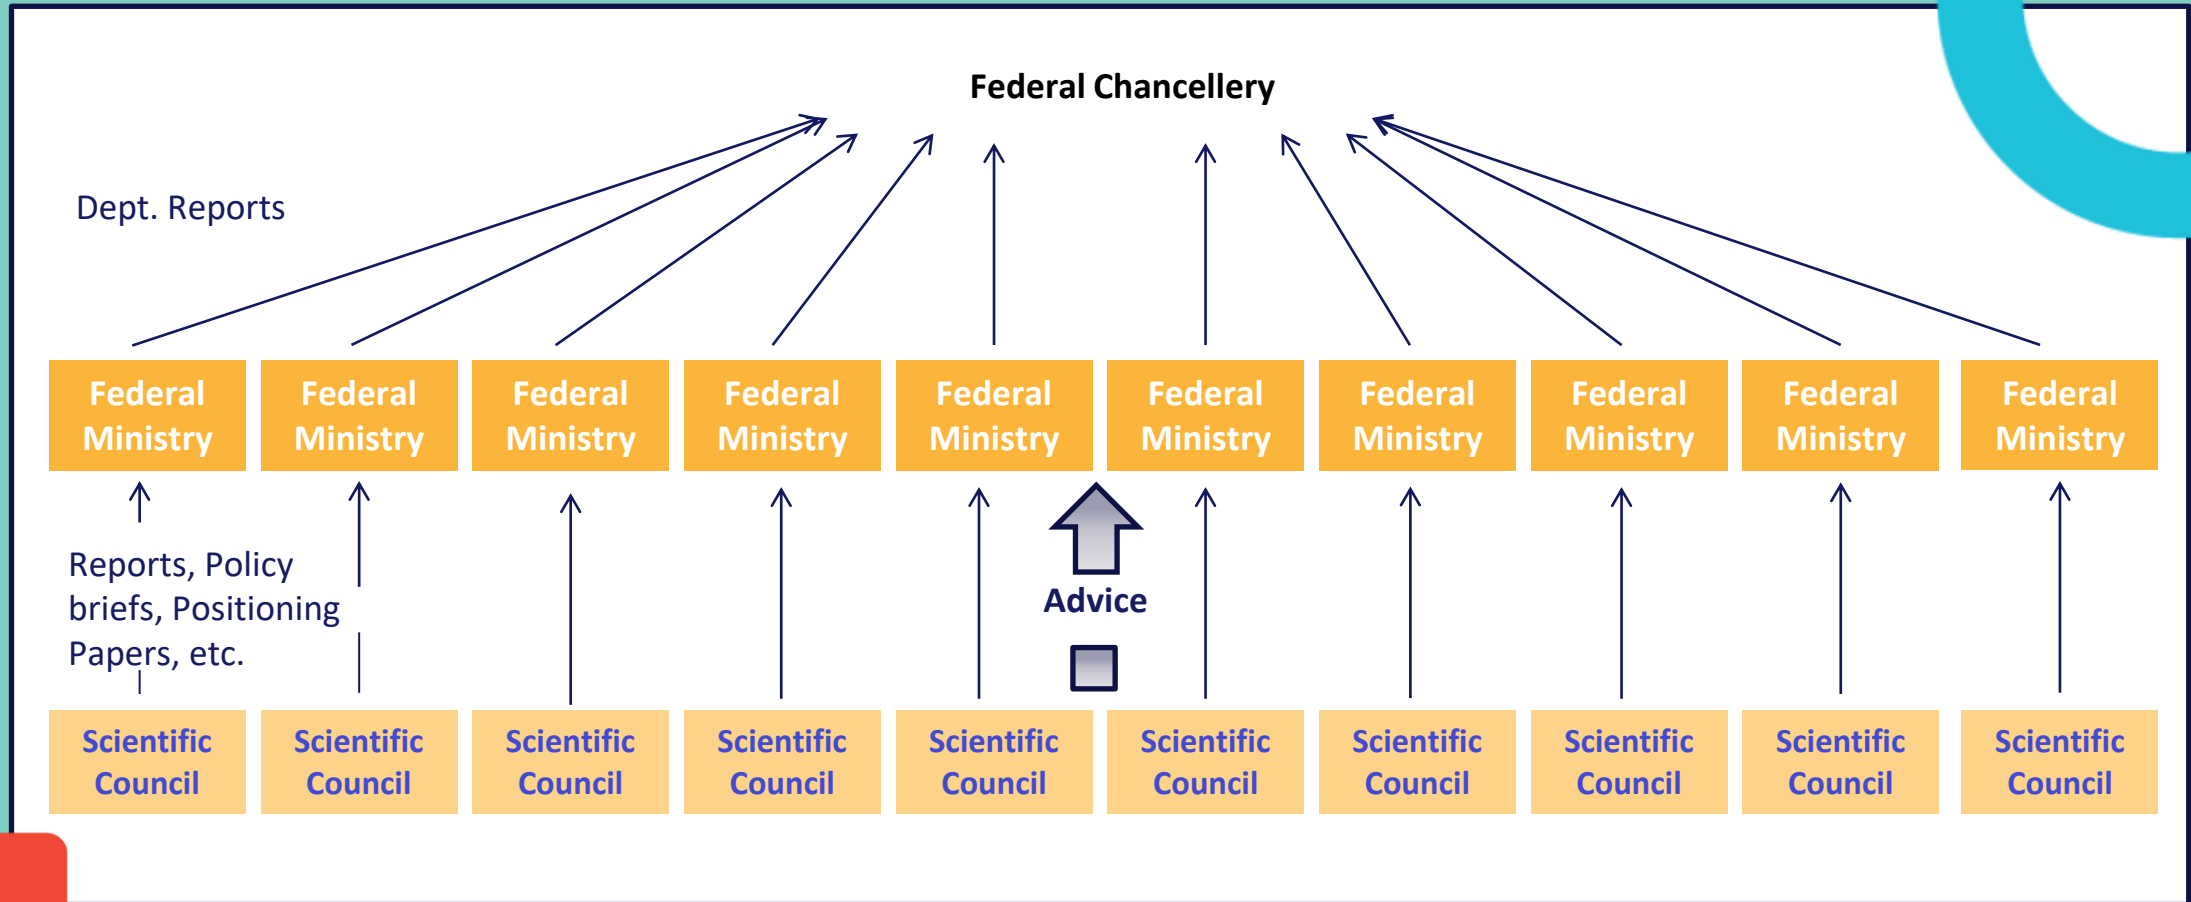 Federal Chancellery
Dept. Reports
Federal
Ministry
Federal
Ministry
Federal
Ministry
Federal
Ministry
Federal
Ministry
Federal
Ministry
Federal
Ministry
Federal
Ministry
Federal
Ministry
Federal
Ministry
Reports, Policy
briefs, Positioning
Papers, etc.
Advice
Scientific
Council
Scientific
Council
Scientific
Council
Scientific
Council
Scientific
Council
Scientific
Council
Scientific
Council
Scientific
Council
Scientific
Council
Scientific
Council